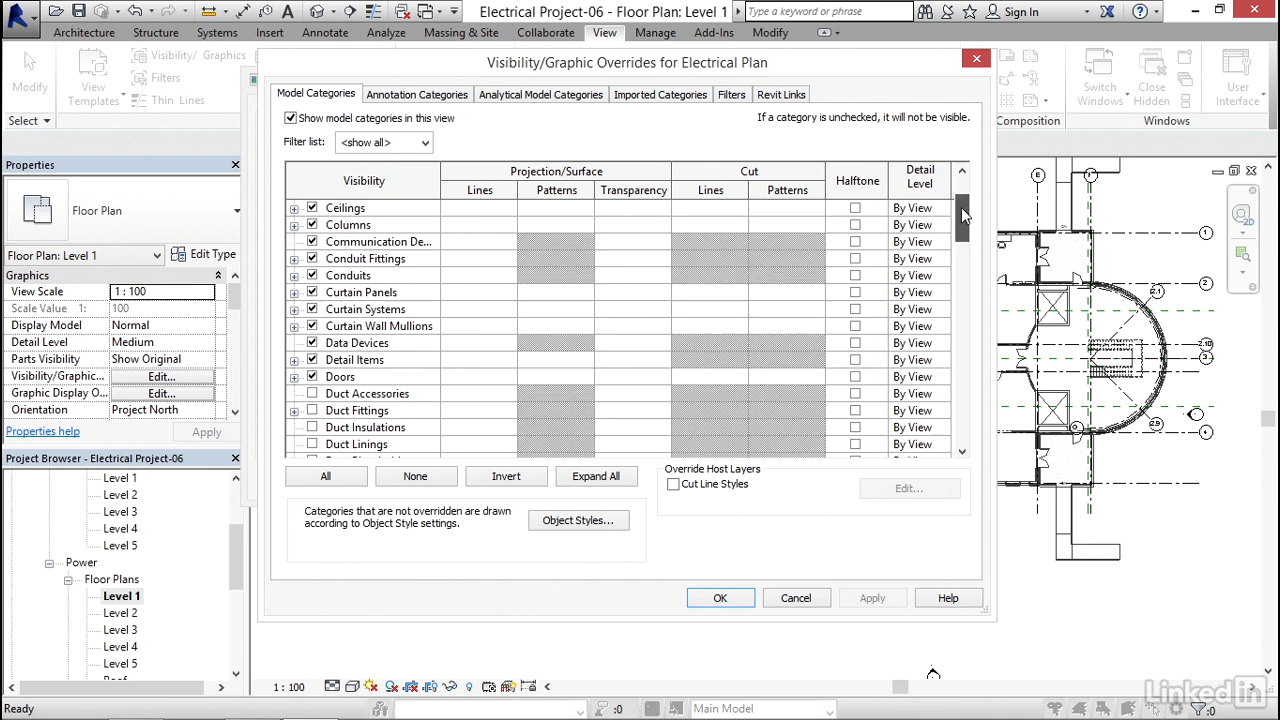 Electrical Project-06 - Floor Plan: Level 1
Type a keyword or phrase
Sign In
Architecture Structure Systems Insert Annotate Analyze Massing & Site Collaborate View Manage Add-Ins Modify
Modify
View Templates
Visibility/ Graphics
Filters
Thin Lines
Switch Windows
Close Hidden
User Interface
Select
Composition
Windows
Visibility/Graphic Overrides for Electrical Plan
Model Categories Annotation Categories Analytical Model Categories Imported Categories Filters Revit Links
Show model categories in this view
If a category is unchecked, it will not be visible.
Filter list: <show all>
Visibility Projection/Surface Cut Halftone Detail Level
Lines Patterns Transparency Lines Patterns
Ceilings By View
Columns By View
Communication De... By View
Conduit Fittings By View
Conduits By View
Curtain Panels By View
Curtain Systems By View
Curtain Wall Mullions By View
Data Devices By View
Detail Items By View
Doors By View
Duct Accessories By View
Duct Fittings By View
Duct Insulations By View
Duct Linings By View
All None Invert Expand All
Override Host Layers
Cut Line Styles
Edit...
Categories that are not overridden are drawn
according to Object Style settings.
Object Styles...
OK Cancel Apply Help
Properties
Floor Plan
Floor Plan: Level 1 Edit Type
Graphics
View Scale 1 : 100
Scale Value 1: 100
Display Model Normal
Detail Level Medium
Parts Visibility Show Original
Visibility/Graphic... Edit...
Graphic Display O... Edit...
Orientation Project North
Properties help Apply
Project Browser - Electrical Project-06
Level 1
Level 2
Level 3
Level 4
Level 5
Power
Floor Plans
Level 1
Level 2
Level 3
Level 4
Level 5
1
2
3
1 : 100
Ready
:0
Main Model
:0
LinkedIn